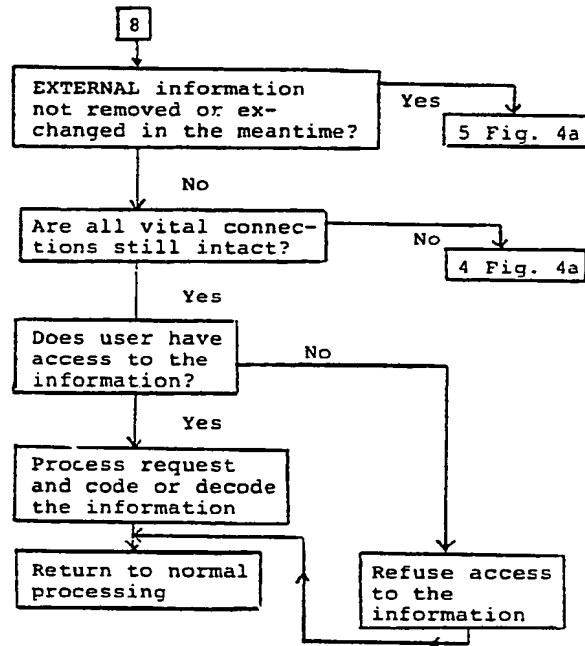 8
EXTERNAL information
not removed or ex-
changed in the meantime?
Yes
5 Fig. 4a
No
Are all vital connec-
tions still intact?
No
4 Fig. 4a
Yes
Does user have
access to the
information?
No
Yes
Process request
and code or decode
the information
Return to normal
processing
Refuse access
to the
information